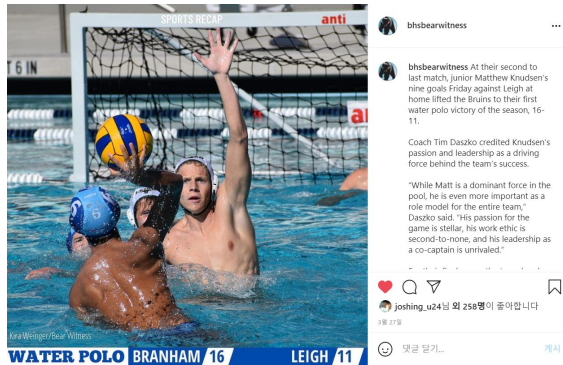 SPORTS RECAP
anti
T 6 IN
a
6
Kira Weinger/Bear Witness
WATER POLO BRANHAM 16 LEIGH 11
bhsbearwitness
bhsbearwitness At their second to
last match, junior Matthew Knudsen's
nine goals Friday against Leigh at
home lifted the Bruins to their first
water polo victory of the season, 16-
11.
Coach Tim Daszko credited Knudsen's
passion and leadership as a driving
force behind the team's success.
"While Matt is a dominant force in the
pool, he is even more important as a
role model for the entire team,"
Daszko said. "His passion for the
game is stellar, his work ethic is
second-to-none, and his leadership as
a co-captain is unrivaled."
joshing_u24님 외 258명이 좋아합니다
3월 27일
댓글 달기...
게시